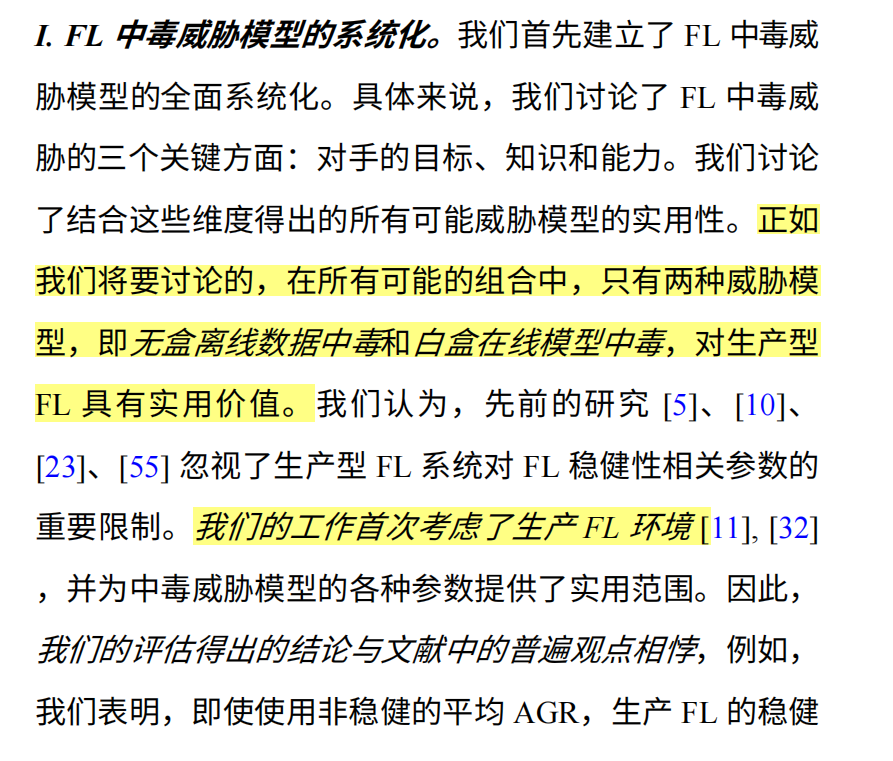 I. FL 中毒威胁模型的系统化。我们首先建立了 FL 中毒威
胁模型的全面系统化。具体来说，我们讨论了 FL 中毒威
胁的三个关键方面：对手的目标、知识和能力。我们讨论
了结合这些维度得出的所有可能威胁模型的实用性。正如
我们将要讨论的，在所有可能的组合中，只有两种威胁模
型，即无盒离线数据中毒和白盒在线模型中毒，对生产型
FL 具有实用价值。我们认为，先前的研究 [5]、[10]、
[23]、[55] 忽视了生产型 FL 系统对 FL 稳健性相关参数的
重要限制。我们的工作首次考虑了生产 FL 环境 [11], [32]
，并为中毒威胁模型的各种参数提供了实用范围。因此，
我们的评估得出的结论与文献中的普遍观点相悖，例如，
我们表明，即使使用非稳健的平均 AGR，生产 FL 的稳健